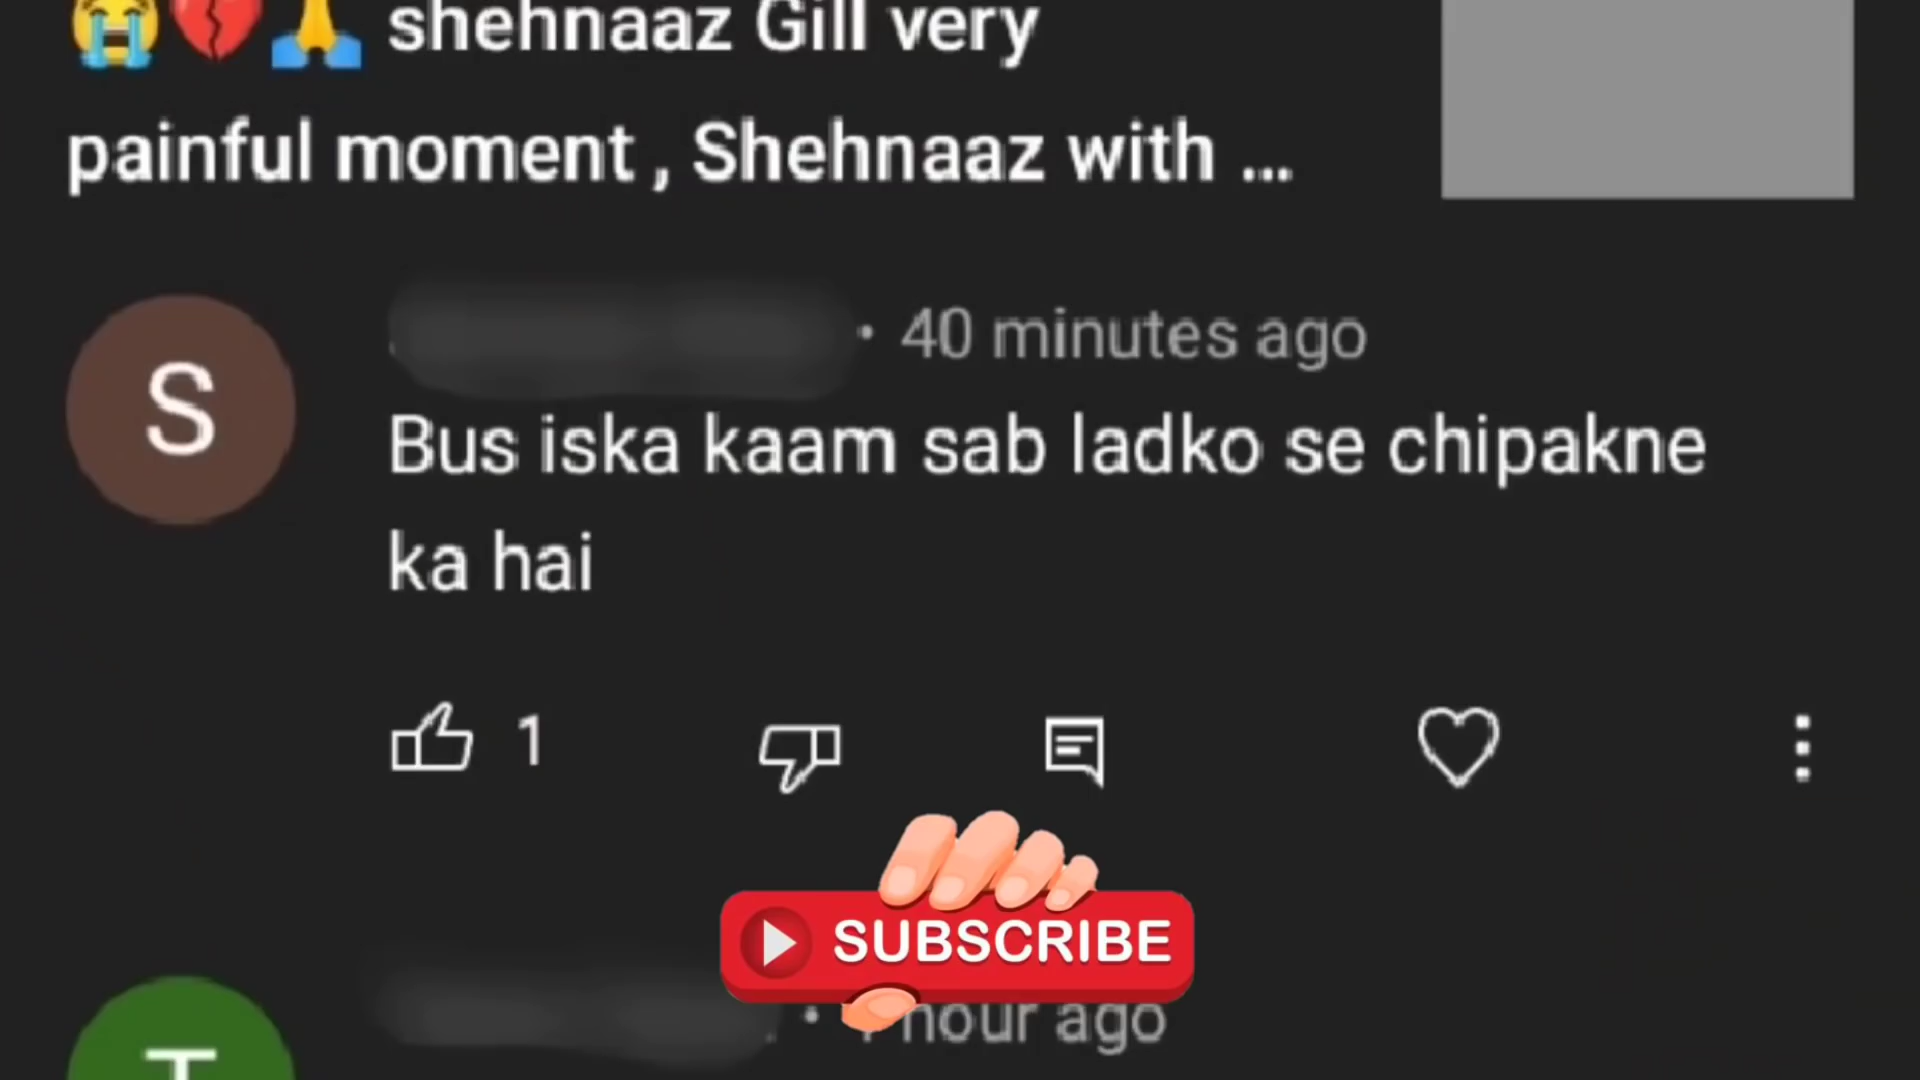 😭💔🙏 shehnaaz Gill very
painful moment , Shehnaaz with ...
S
• 40 minutes ago
Bus iska kaam sab ladko se chipakne
ka hai
1
SUBSCRIBE
• hour ago
T